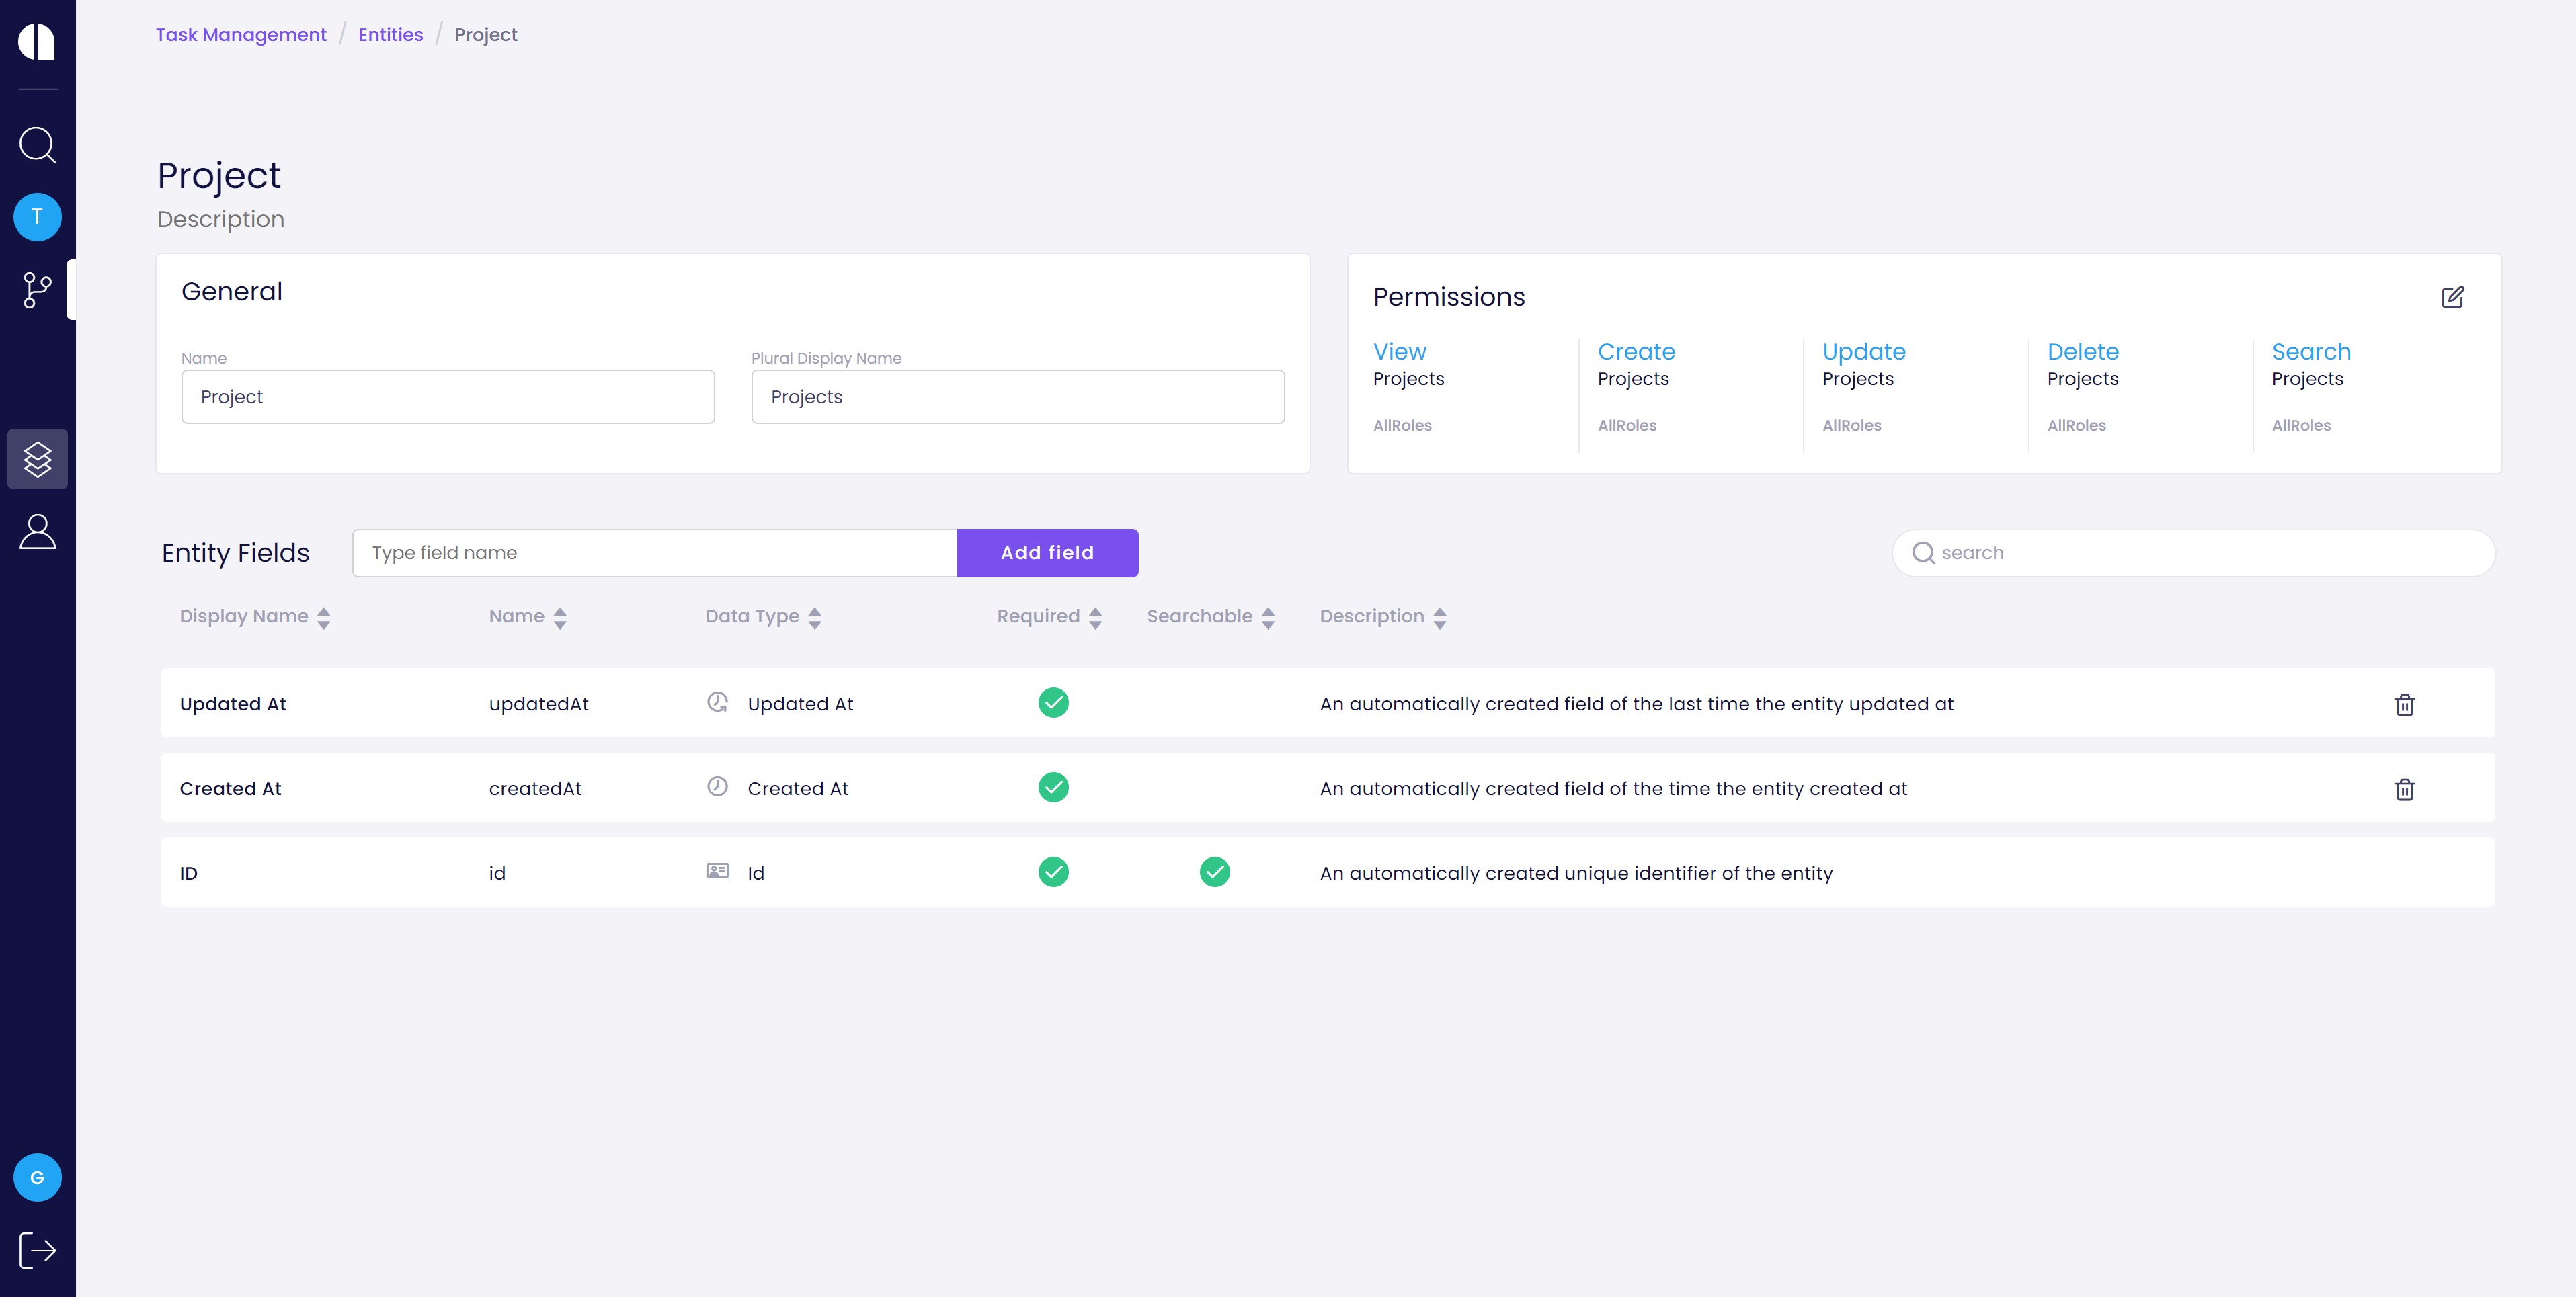 Task Management / Entities / Project
T
Project
Description
General
Name
Project
Plural Display Name
Projects
Permissions
View
Projects
AllRoles
Create
Projects
AllRoles
Update
Projects
AllRoles
Delete
Projects
AllRoles
Search
Projects
AllRoles
Entity Fields
Type field name
Add field
search
Display Name Name Data Type Required Searchable Description
Updated At updatedAt Updated At An automatically created field of the last time the entity updated at
Created At createdAt Created At An automatically created field of the time the entity created at
ID id Id An automatically created unique identifier of the entity
G